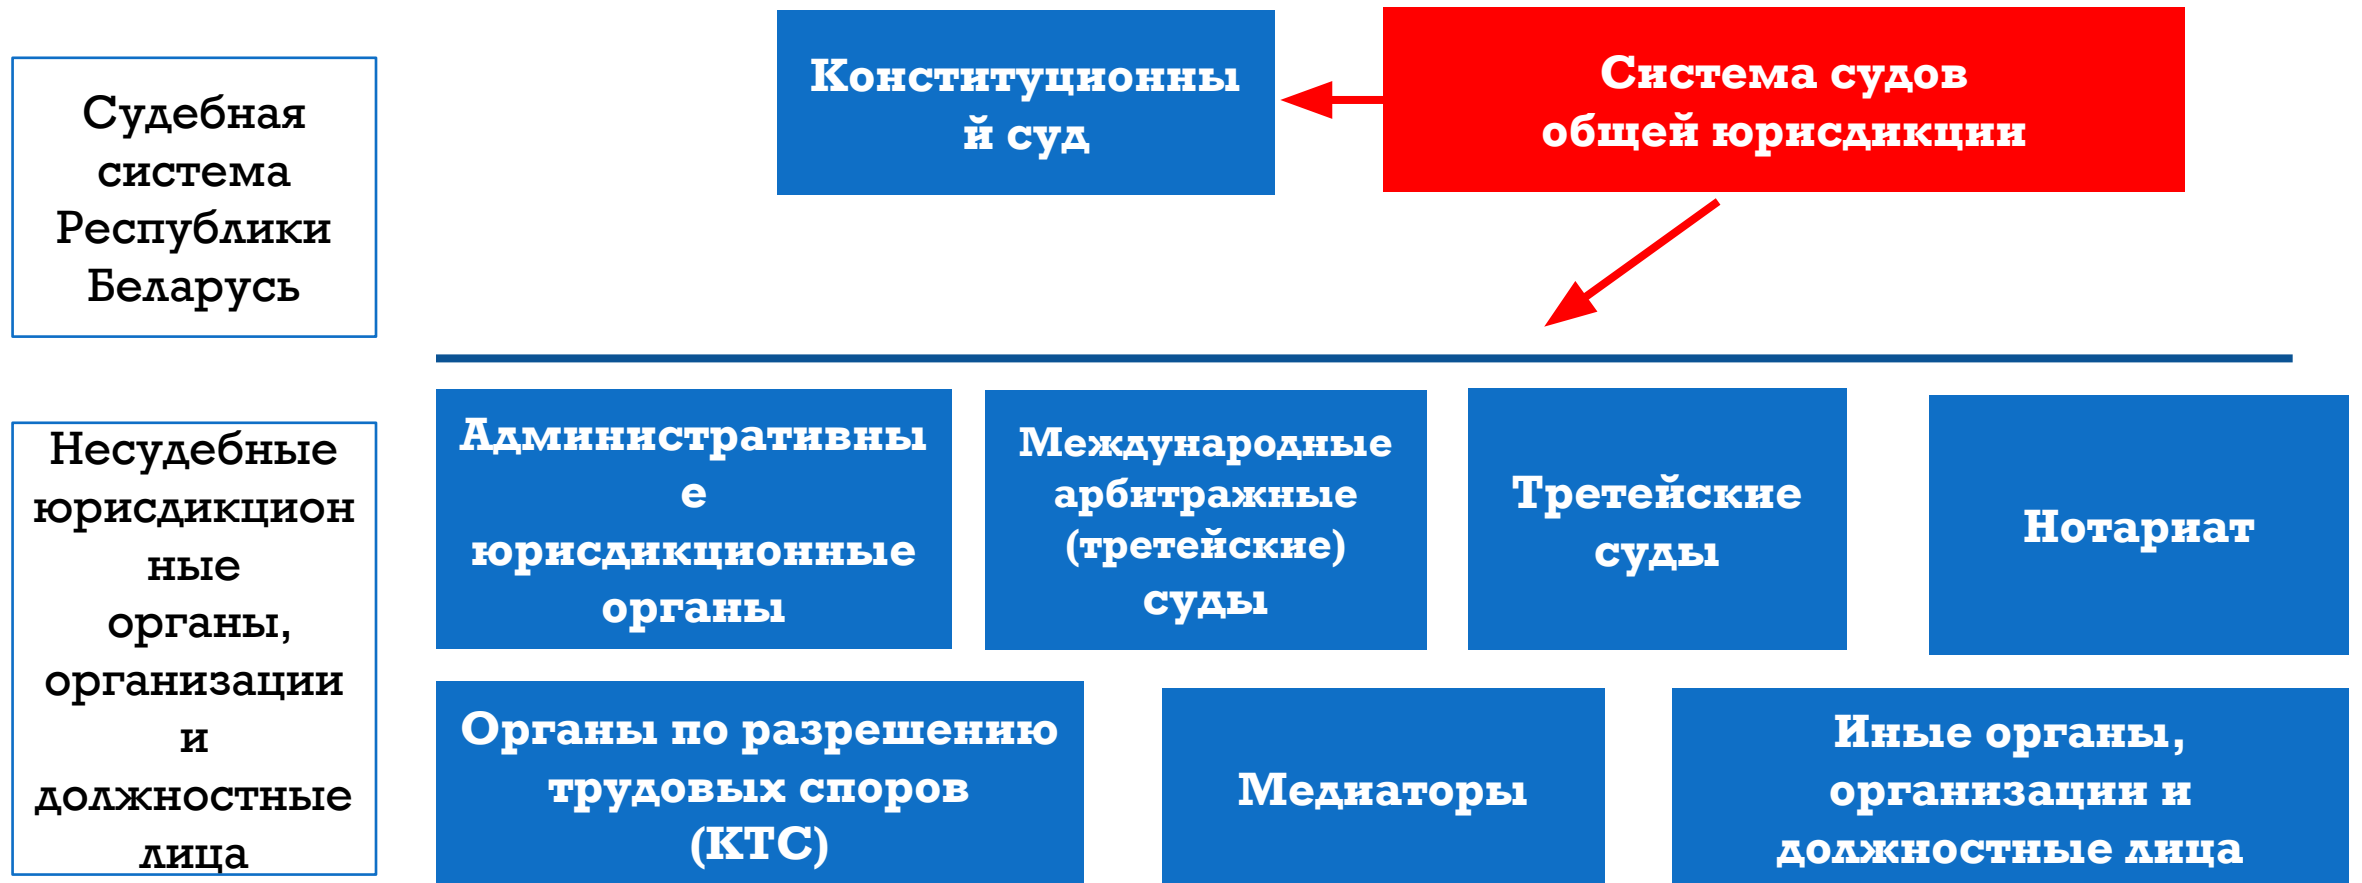 Судебная
система
Республики
Беларусь
Конституционны
й суд
Система судов
общей юрисдикции
Несудебные
юрисдикцион
ные
органы,
организации
и
должностные
лица
Административны
е
юрисдикционные
органы
Международные
арбитражные
(третейские)
суды
Третейские
суды
Нотариат
Органы по разрешению
трудовых споров
(КТС)
Медиаторы
Иные органы,
организации и
должностные лица